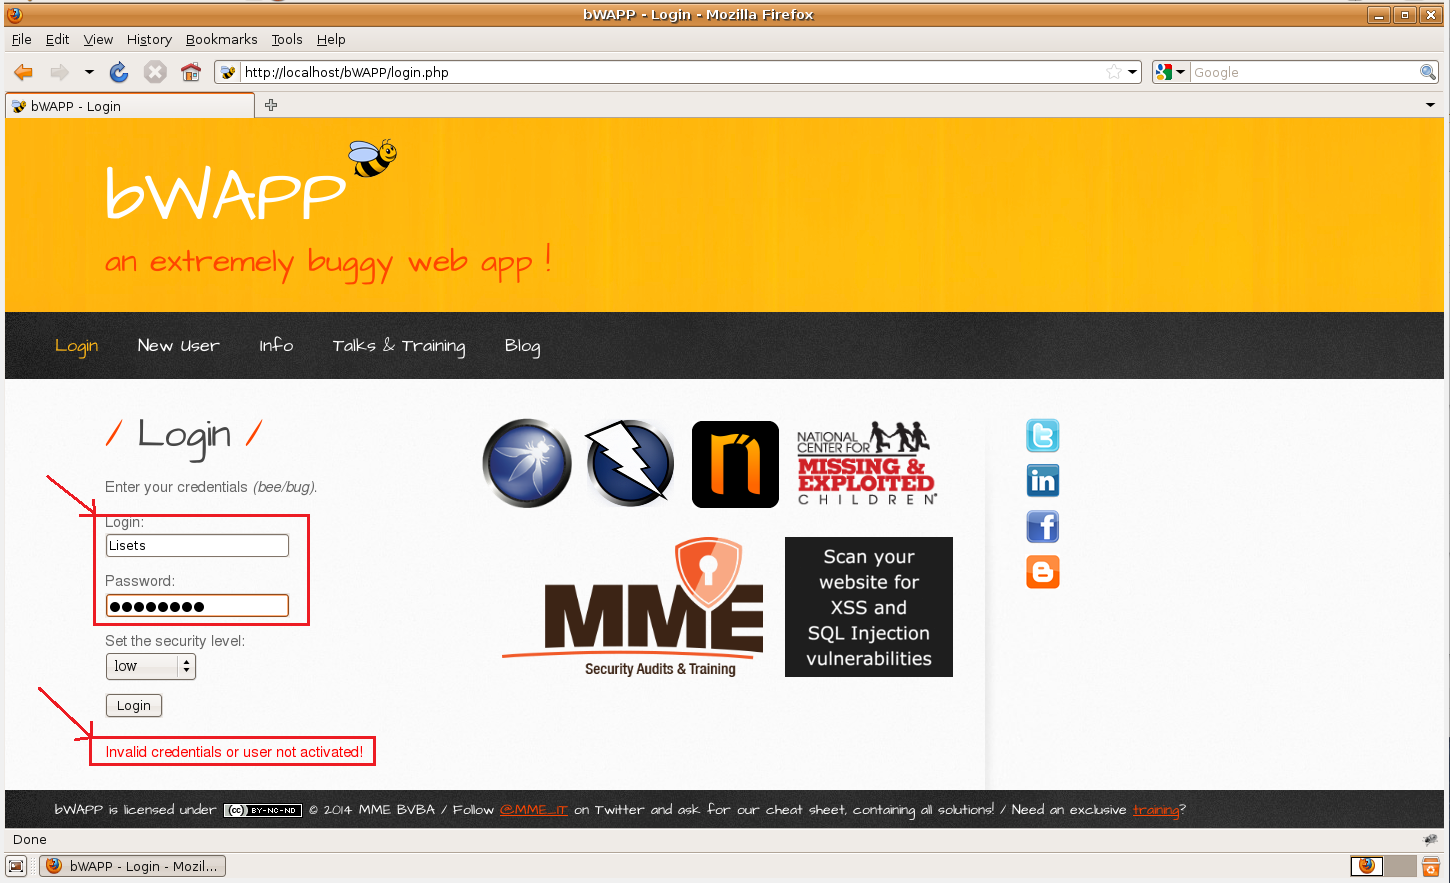 bWAPP - Login - Mozilla Firefox
File Edit View History Bookmarks Tools Help
http://localhost/bWAPP/login.php
Google
bWAPP - Login
bWAPP
an extremely buggy web app !
Login New User Info Talks & Training Blog
/ Login /
Enter your credentials (bee/bug).
Login:
Lisets
Password:
●●●●●●●●
Set the security level:
low
Login
Invalid credentials or user not activated!
n
NATIONAL
CENTER FOR
MISSING &
EXPLOITED
CHILDREN®
MME
Security Audits & Training
Scan your
website for
XSS and
SQL Injection
vulnerabilities
t
in
f
B
bWAPP is licensed under (cc) BY-NC-ND © 2014 MME BVBA / Follow @MME_IT on Twitter and ask for our cheat sheet, containing all solutions! / Need an exclusive training?
Done
bWAPP - Login - Mozil...